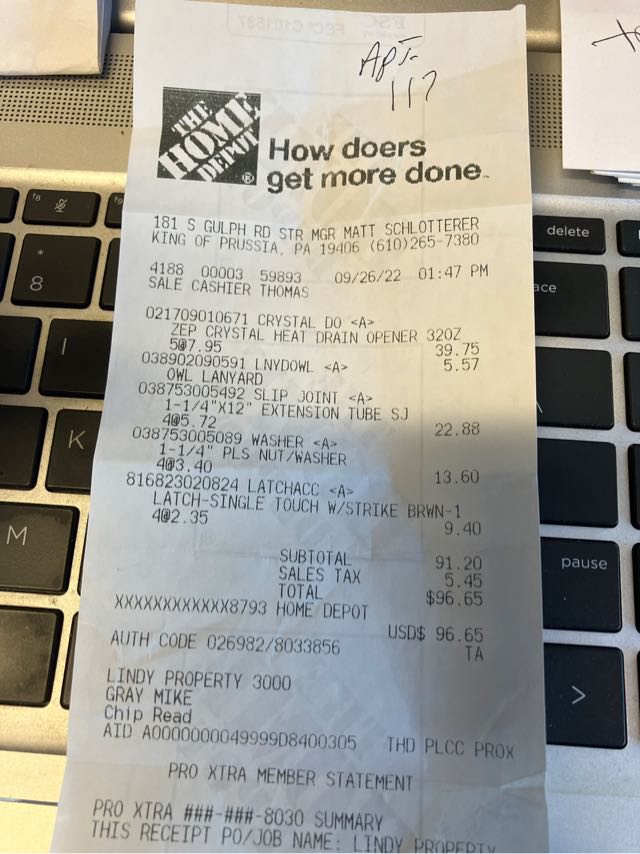 Apt-
117
THE
HOME
DEPOT
How doers
get more done™
181 S GULPH RD STR MGR MATT SCHLOTTERER
KING OF PRUSSIA, PA 19406 (610)265-7380
4188 00003 59893 09/26/22 01:47 PM
SALE CASHIER THOMAS
021709010671 CRYSTAL DO <A>
ZEP CRYSTAL HEAT DRAIN OPENER 32OZ
5@7.95 39.75
038902090591 LNYDOWL <A> 5.57
OWL LANYARD
038753005492 SLIP JOINT <A>
1-1/4"X12" EXTENSION TUBE SJ
4@5.72 22.88
038753005089 WASHER <A>
1-1/4" PLS NUT/WASHER
4@3.40 13.60
816823020824 LATCHACC <A>
LATCH-SINGLE TOUCH W/STRIKE BRWN-1
4@2.35 9.40
SUBTOTAL 91.20
SALES TAX 5.45
TOTAL $96.65
XXXXXXXXXXXX8793 HOME DEPOT
USD$ 96.65
AUTH CODE 026982/8033856 TA
LINDY PROPERTY 3000
GRAY MIKE
Chip Read
AID A0000000049999D8400305 THD PLCC PROX
PRO XTRA MEMBER STATEMENT
PRO XTRA ###-###-8030 SUMMARY
THIS RECEIPT PO/JOB NAME: LINDY PROPERTY
f8
f9
*
8
I
K
M
delete
ace
\
pause
>